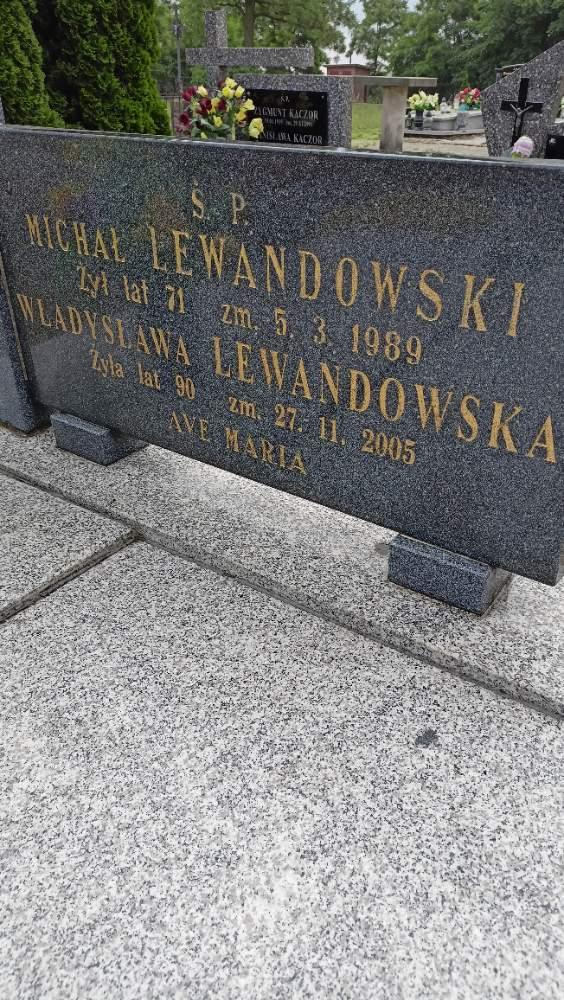 Ś. P.
ZYGMUNT KACZOR
KACZOR
Ś. P.
MICHAŁ LEWANDOWSKI
Żył lat 71 zm. 5. 3. 1989
WŁADYSŁAWA LEWANDOWSKA
Żyła lat 90 zm. 27. 11. 2005
AVE MARIA